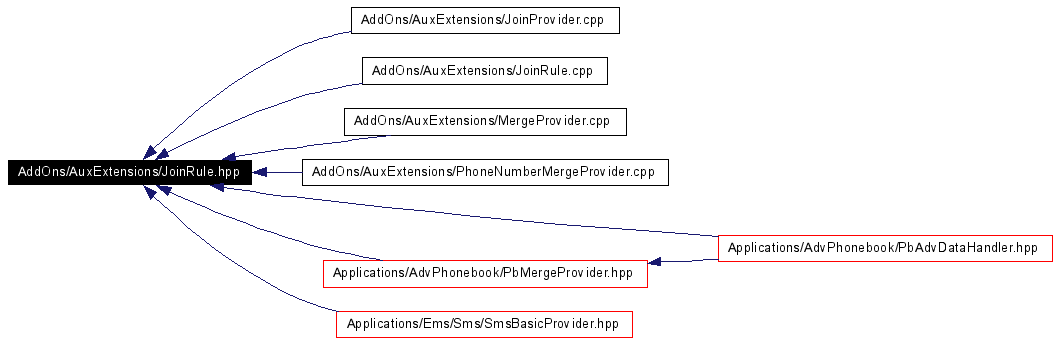 AddOns/AuxExtensions/JoinProvider.cpp
AddOns/AuxExtensions/JoinRule.cpp
AddOns/AuxExtensions/MergeProvider.cpp
AddOns/AuxExtensions/JoinRule.hpp
AddOns/AuxExtensions/PhoneNumberMergeProvider.cpp
Applications/AdvPhonebook/PbAdvDataHandler.hpp
Applications/AdvPhonebook/PbMergeProvider.hpp
Applications/Ems/Sms/SmsBasicProvider.hpp